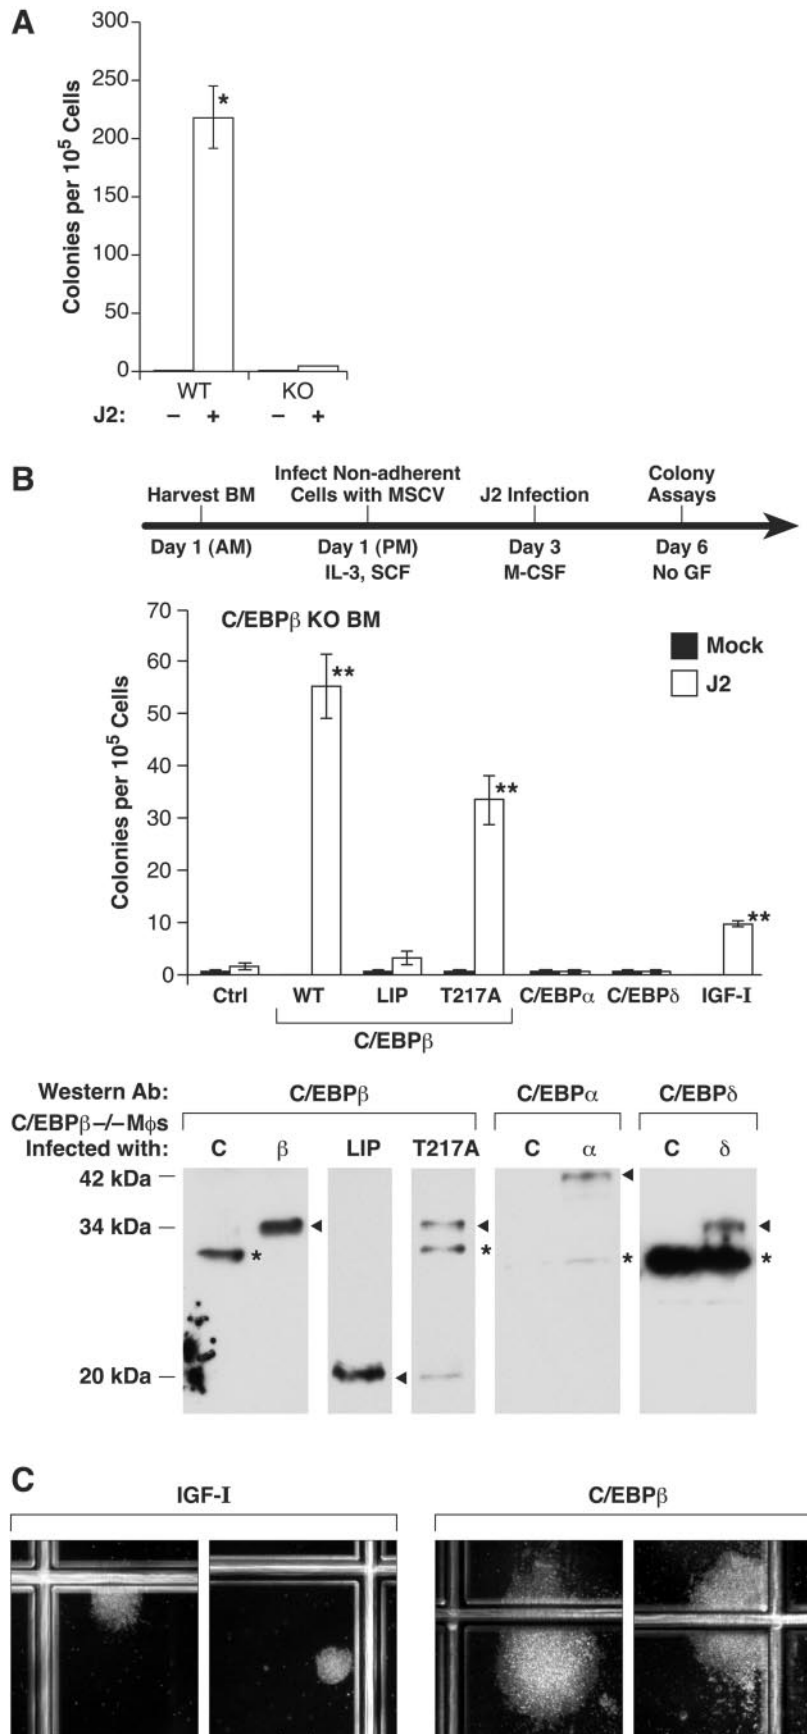 A
300
250
200
150
100
50
0
Colonies per 10⁵ Cells
*
WT KO
J2: – + – +
B
Infect Non-adherent
Harvest BM Cells with MSCV J2 Infection Colony
Assays
Day 1 (AM) Day 1 (PM) Day 3 Day 6
IL-3, SCF M-CSF No GF
70
60
50
40
30
20
10
0
Colonies per 10⁵ Cells
C/EBPβ KO BM
Mock
J2
** ** **
Ctrl WT LIP T217A C/EBPα C/EBPδ IGF-I
C/EBPβ
Western Ab: C/EBPβ C/EBPα C/EBPδ
C/EBPβ–/–Mϕs
Infected with: C β LIP T217A C α C δ
42 kDa
34 kDa
* * * *
20 kDa
C
IGF-I C/EBPβ